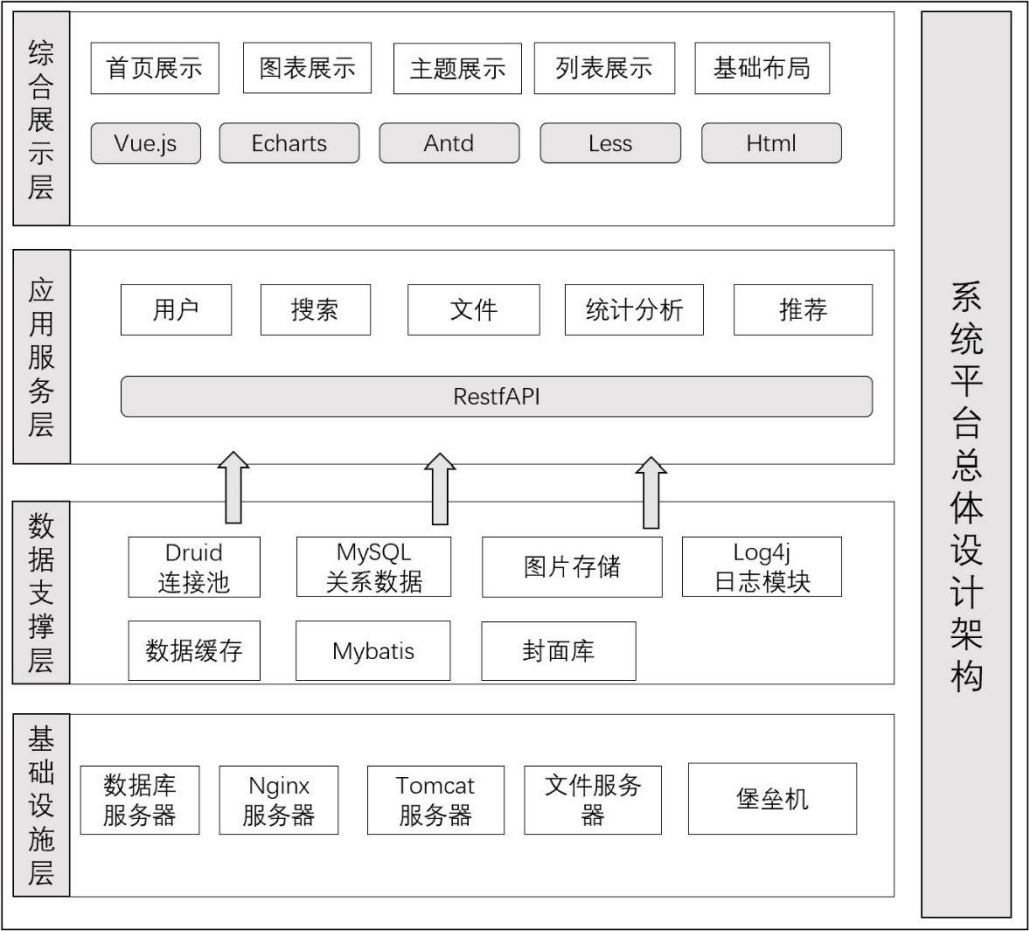 综合展示层
首页展示
图表展示
主题展示
列表展示
基础布局
Vue.js
Echarts
Antd
Less
Html
应用服务层
用户
搜索
文件
统计分析
推荐
RestfAPI
数据支撑层
Druid
连接池
MySQL
关系数据
图片存储
Log4j
日志模块
数据缓存
Mybatis
封面库
基础设施层
数据库
服务器
Nginx
服务器
Tomcat
服务器
文件服务
器
堡垒机
系统平台总体设计架构